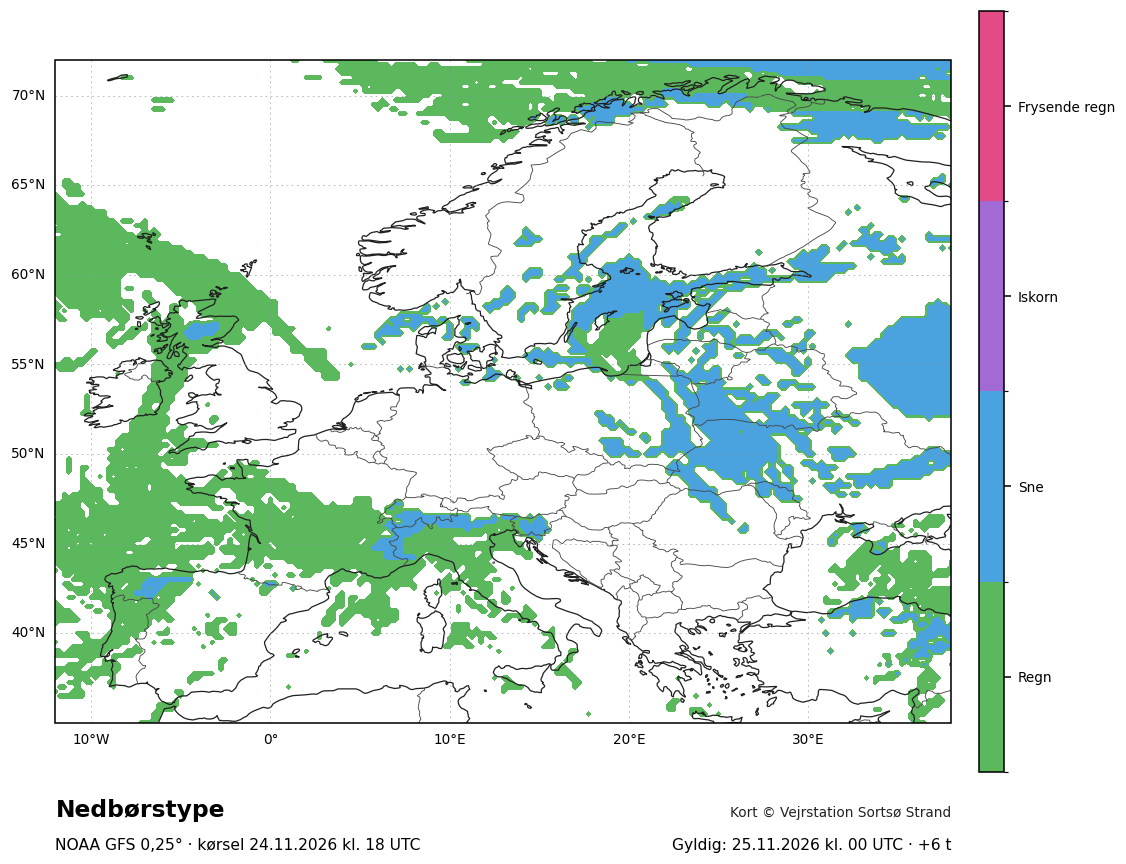 70°N
65°N
60°N
55°N
50°N
45°N
40°N
10°W
0°
10°E
20°E
30°E
Frysende regn
Iskorn
Sne
Regn
Nedbørstype
Kort © Vejrstation Sortsø Strand
NOAA GFS 0,25° · kørsel 24.11.2026 kl. 18 UTC
Gyldig: 25.11.2026 kl. 00 UTC · +6 t